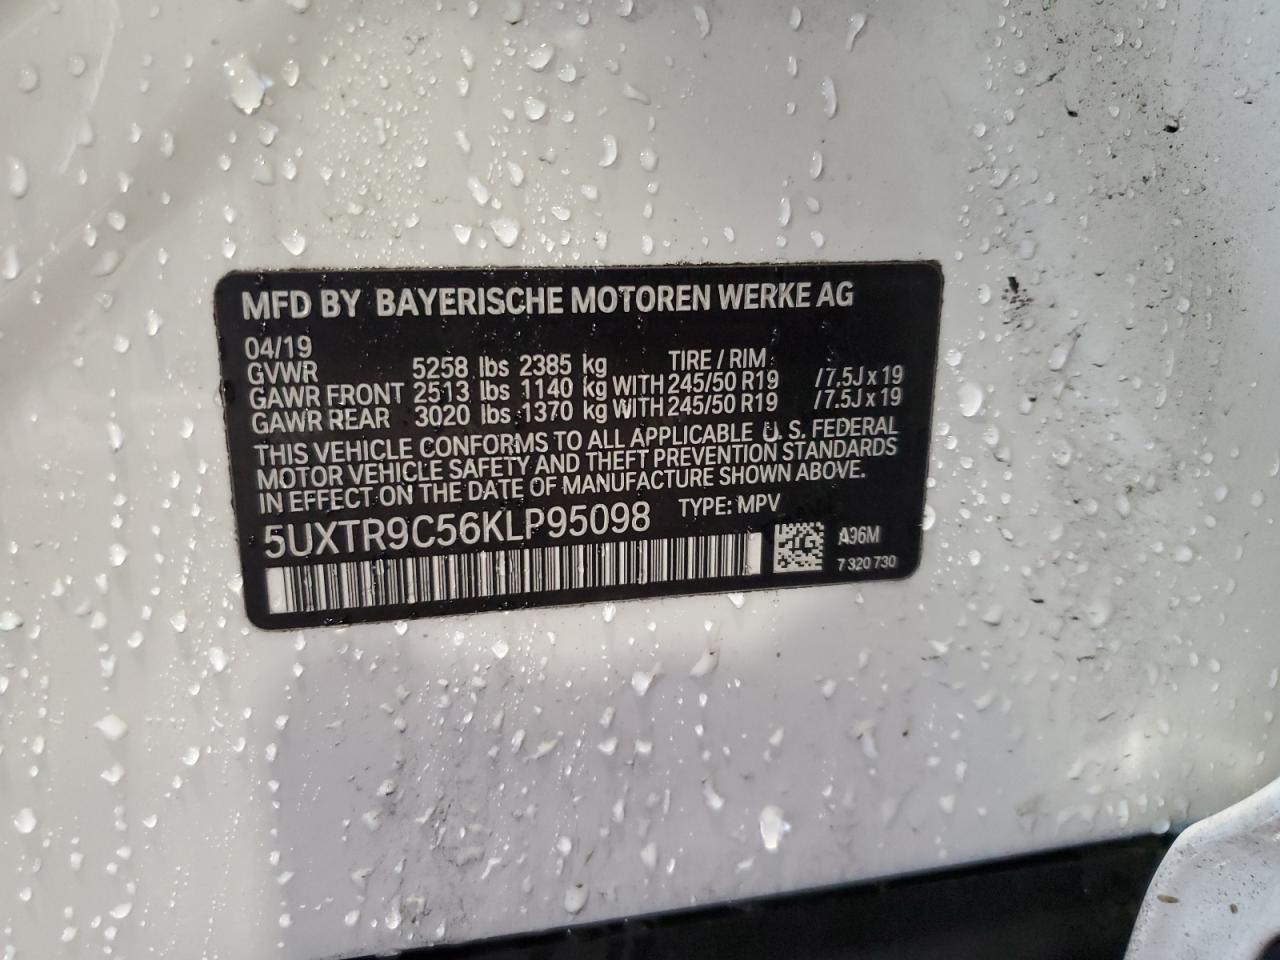 MFD BY BAYERISCHE MOTOREN WERKE AG
04/19
GVWR 5258 lbs 2385 kg TIRE / RIM
GAWR FRONT 2513 lbs 1140 kg WITH 245/50 R19 / 7.5J x 19
GAWR REAR 3020 lbs 1370 kg WITH 245/50 R19 / 7.5J x 19
THIS VEHICLE CONFORMS TO ALL APPLICABLE U. S. FEDERAL
MOTOR VEHICLE SAFETY AND THEFT PREVENTION STANDARDS
IN EFFECT ON THE DATE OF MANUFACTURE SHOWN ABOVE.
5UXTR9C56KLP95098 TYPE: MPV
A96M
7 320 730